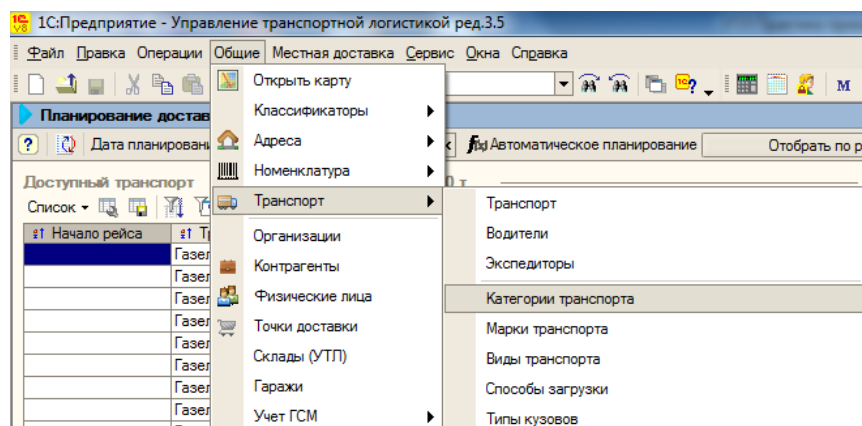 1С:Предприятие - Управление транспортной логистикой ред.3.5
Файл Правка Операции Общие Местная доставка Сервис Окна Справка
Открыть карту
M
Классификаторы
Планирование достав
Адреса
Дата планировани
Автоматическое планирование
Отобрать по р
Номенклатура
Доступный транспорт
0 т
Транспорт
Транспорт
Список
Начало рейса
Тр
Организации
Водители
Газел
Контрагенты
Экспедиторы
Газел
Физические лица
Категории транспорта
Газел
Точки доставки
Марки транспорта
Газел
Газел
Склады (УТЛ)
Виды транспорта
Газел
Гаражи
Способы загрузки
Газел
Газел
Учет ГСМ
Типы кузовов